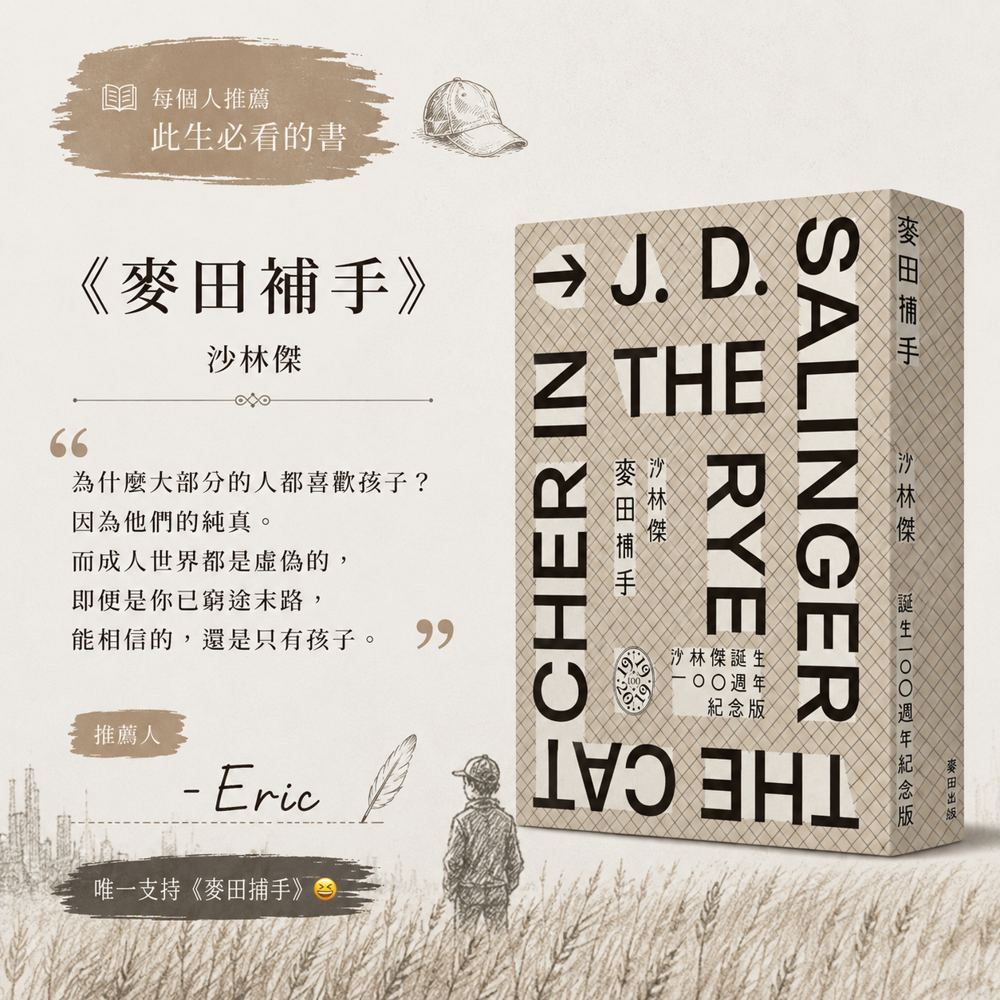 每個人推薦
此生必看的書
《麥田補手》
沙林傑
“
為什麼大部分的人都喜歡孩子？
因為他們的純真。
而成人世界都是虛偽的，
即便是你已窮途末路，
能相信的，還是只有孩子。
”
推薦人
-Eric
唯一支持《麥田捕手》😆
→ J. D. SALINGER
THE CATCHER IN THE RYE
沙林傑
麥田捕手
1919
2019
100
沙林傑誕生
一〇〇週年
紀念版
麥田捕手
沙林傑
誕生一〇〇週年紀念版
麥田出版